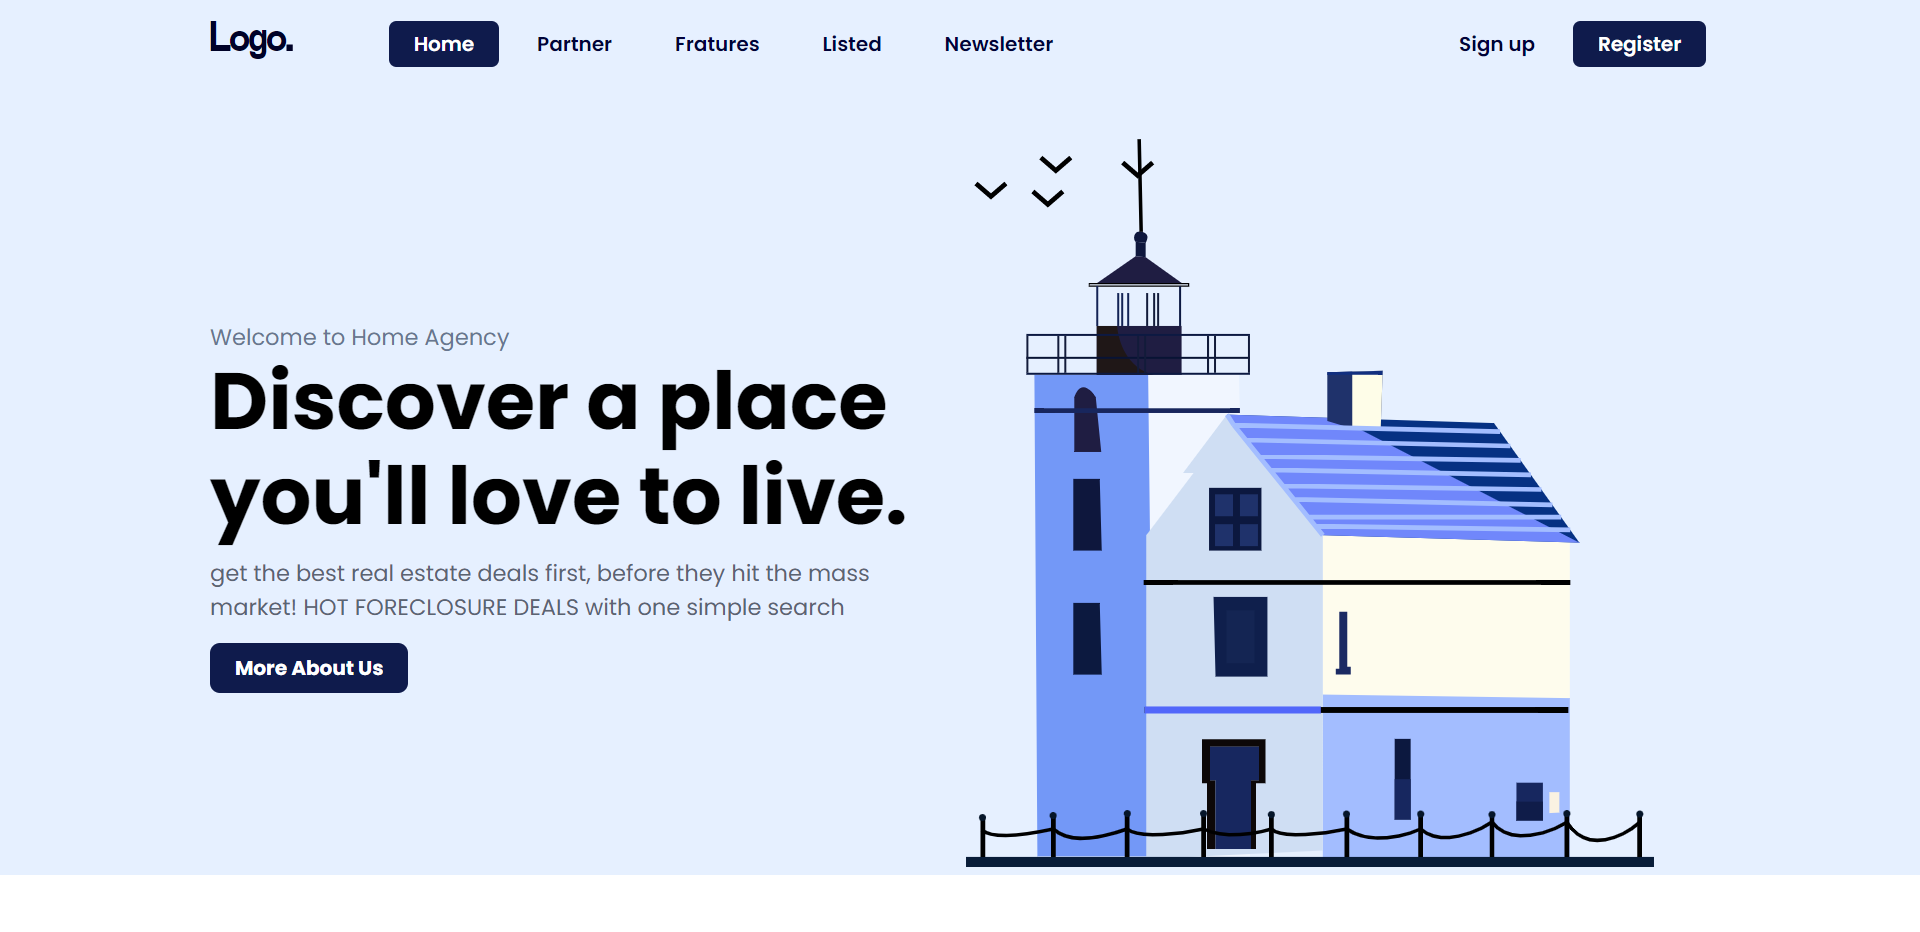 Logo.
Home Partner Fratures Listed Newsletter Sign up Register
Welcome to Home Agency
Discover a place
you'll love to live.
get the best real estate deals first, before they hit the mass
market! HOT FORECLOSURE DEALS with one simple search
More About Us